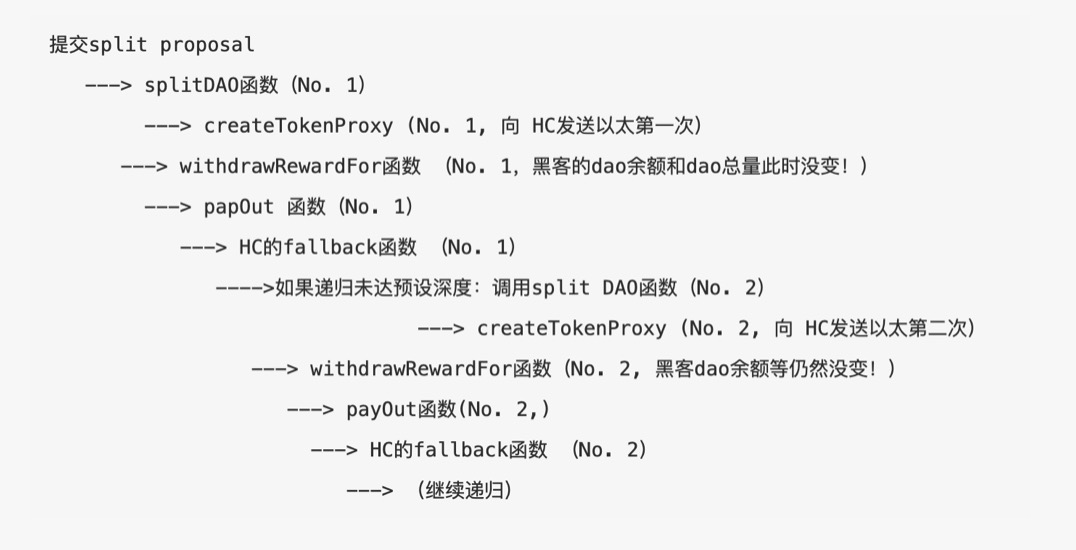 提交split proposal
---> splitDAO函数（No. 1）
---> createTokenProxy (No. 1, 向 HC发送以太第一次）
---> withdrawRewardFor函数 （No. 1，黑客的dao余额和dao总量此时没变！）
---> papOut 函数（No. 1）
---> HC的fallback函数 （No. 1）
---->如果递归未达预设深度：调用split DAO函数（No. 2）
---> createTokenProxy (No. 2, 向 HC发送以太第二次）
---> withdrawRewardFor函数（No. 2, 黑客dao余额等仍然没变！）
---> payOut函数(No. 2,)
---> HC的fallback函数 （No. 2)
---> （继续递归）